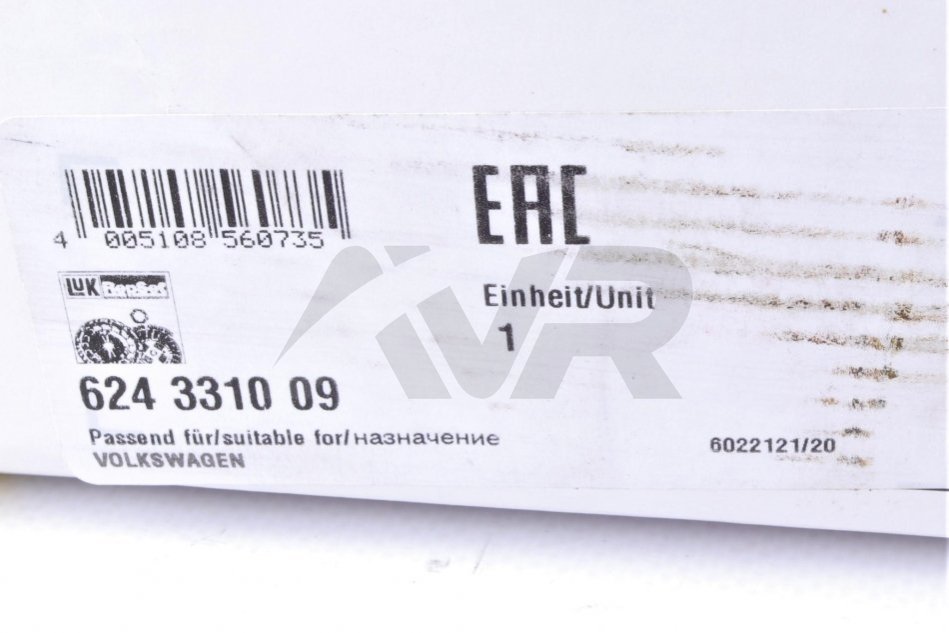 4 005108 560735
EAC
LuK RepSet
Einheit/Unit
1
624 3310 09
Passend für/suitable for/назначение
VOLKSWAGEN
6022121/20
IVR